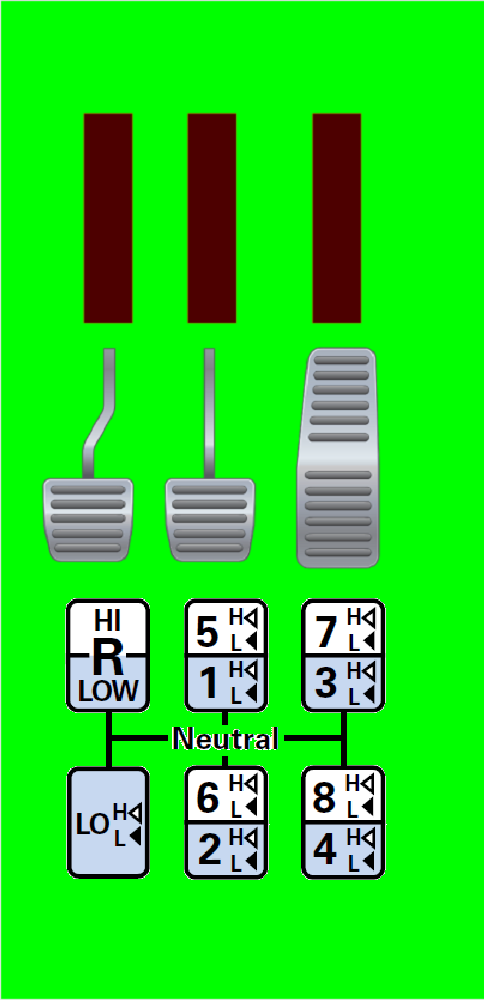 HI
R
LOW
5 H L
1 H L
7 H L
3 H L
Neutral
LO H L
6 H L
2 H L
8 H L
4 H L